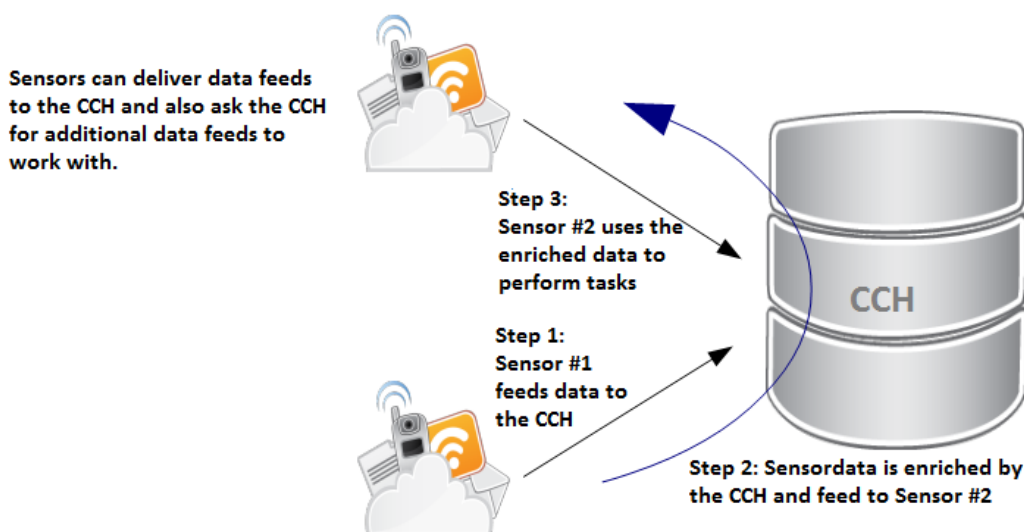 Sensors can deliver data feeds
to the CCH and also ask the CCH
for additional data feeds to
work with.
Step 3:
Sensor #2 uses the
enriched data to
perform tasks
CCH
Step 1:
Sensor #1
feeds data to
the CCH
Step 2: Sensordata is enriched by
the CCH and feed to Sensor #2